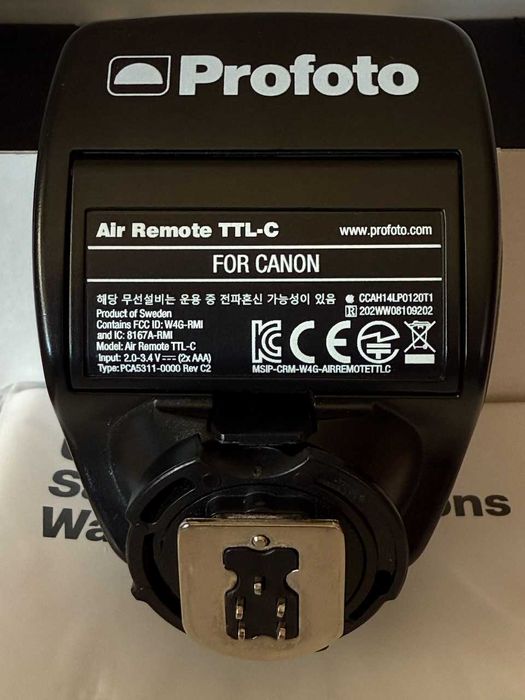 Profoto
Air Remote TTL-C www.profoto.com
FOR CANON
해당 무선설비는 운용 중 전파혼신 가능성이 있음 CCAH14LP0120T1
Product of Sweden R 202WW08109202
Contains FCC ID: W4G-RMI
and IC: 8167A-RMI
Model: Air Remote TTL-C
Input: 2.0-3.4 V (2x AAA)
Type: PCA5311-0000 Rev C2
MSIP-CRM-W4G-AIRREMOTETTLC